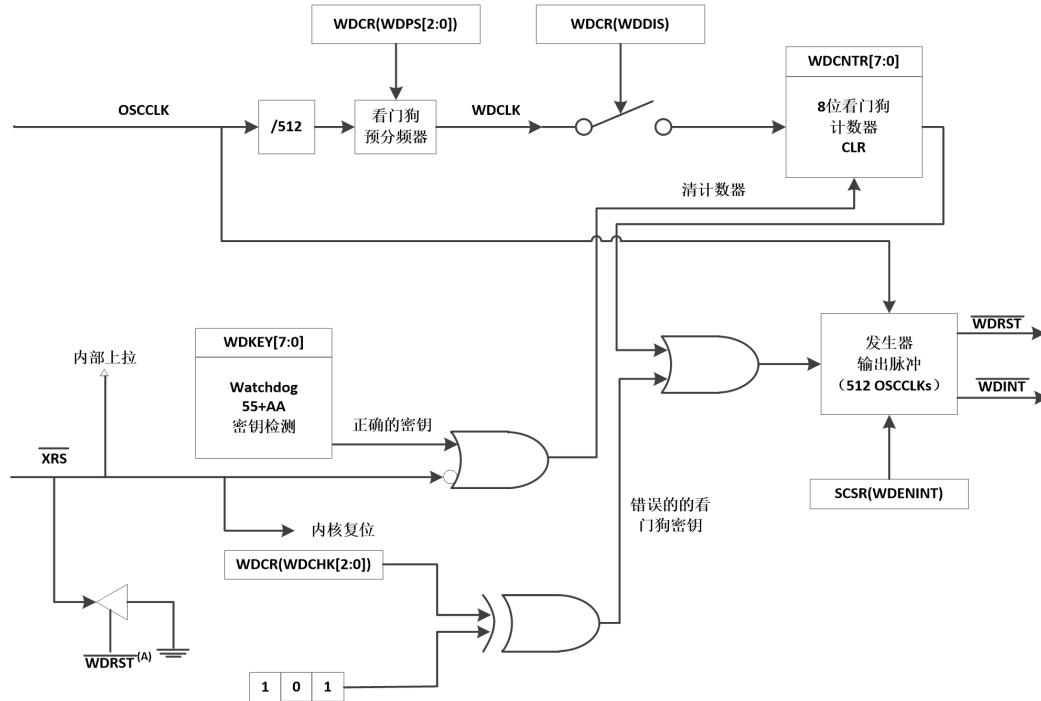 WDCR(WDPS[2:0])
WDCR(WDDIS)
WDCNTR[7:0]
OSCCLK
/512
看门狗
预分频器
WDCLK
8位看门狗
计数器
CLR
清计数器
WDKEY[7:0]
Watchdog
55+AA
密钥检测
内部上拉
正确的密钥
XRS
内核复位
发生器
输出脉冲
(512 OSCCLKs)
WDRST
WDINT
SCSR(WDENINT)
错误的的看
门狗密钥
WDCR(WDCHK[2:0])
WDRST(A)
1 0 1